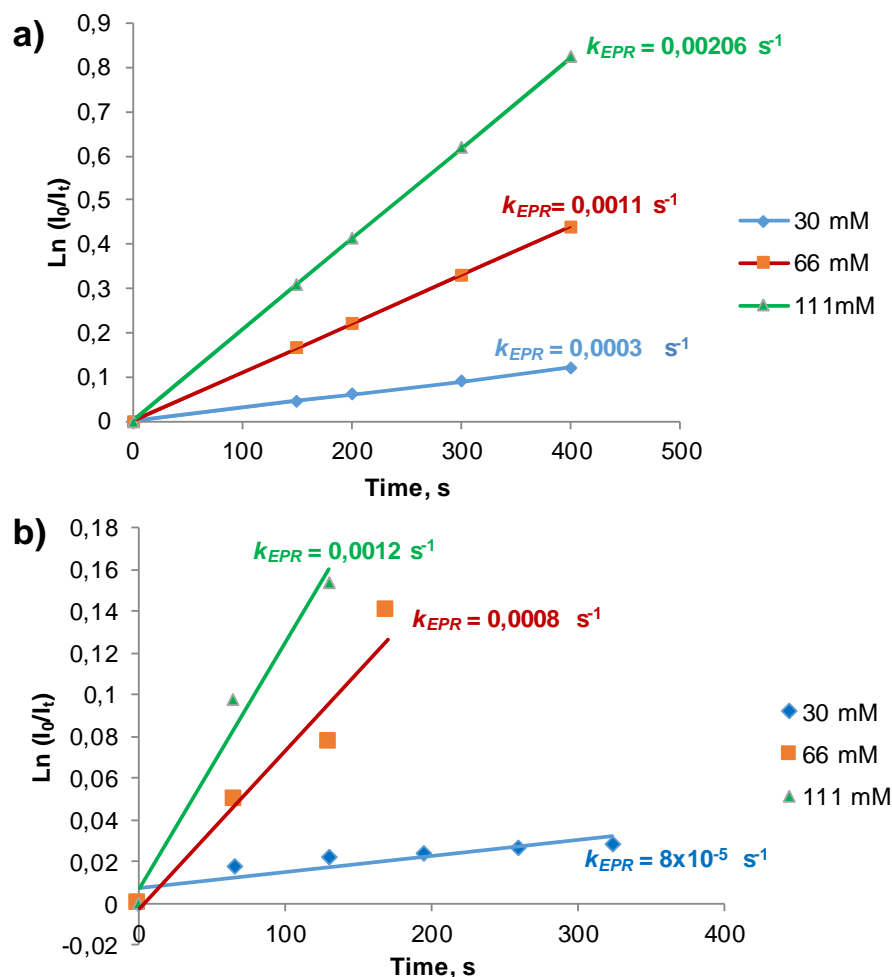 a)
0,9
0,8
0,7
0,6
0,5
0,4
0,3
0,2
0,1
0
Ln (I0/It)
kEPR = 0,00206 s-1
kEPR= 0,0011 s-1
kEPR = 0,0003 s-1
30 mM
66 mM
111mM
0 100 200 300 400 500
Time, s
b)
0,18
0,16
0,14
0,12
0,1
0,08
0,06
0,04
0,02
0
-0,02
Ln (I0/It)
kEPR = 0,0012 s-1
kEPR = 0,0008 s-1
kEPR = 8x10-5 s-1
30 mM
66 mM
111 mM
0 100 200 300 400
Time, s